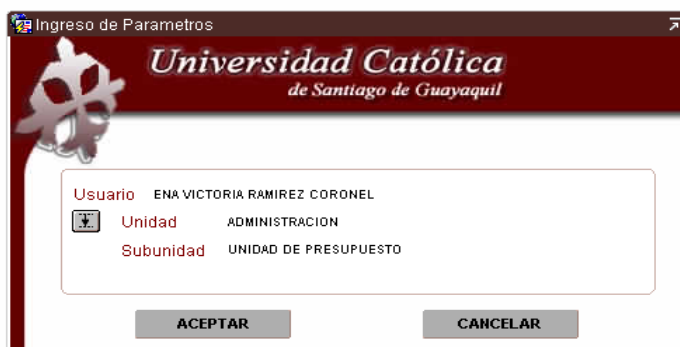 Ingreso de Parametros
Universidad Católica
de Santiago de Guayaquil
Usuario ENA VICTORIA RAMIREZ CORONEL
Unidad ADMINISTRACION
Subunidad UNIDAD DE PRESUPUESTO
ACEPTAR CANCELAR